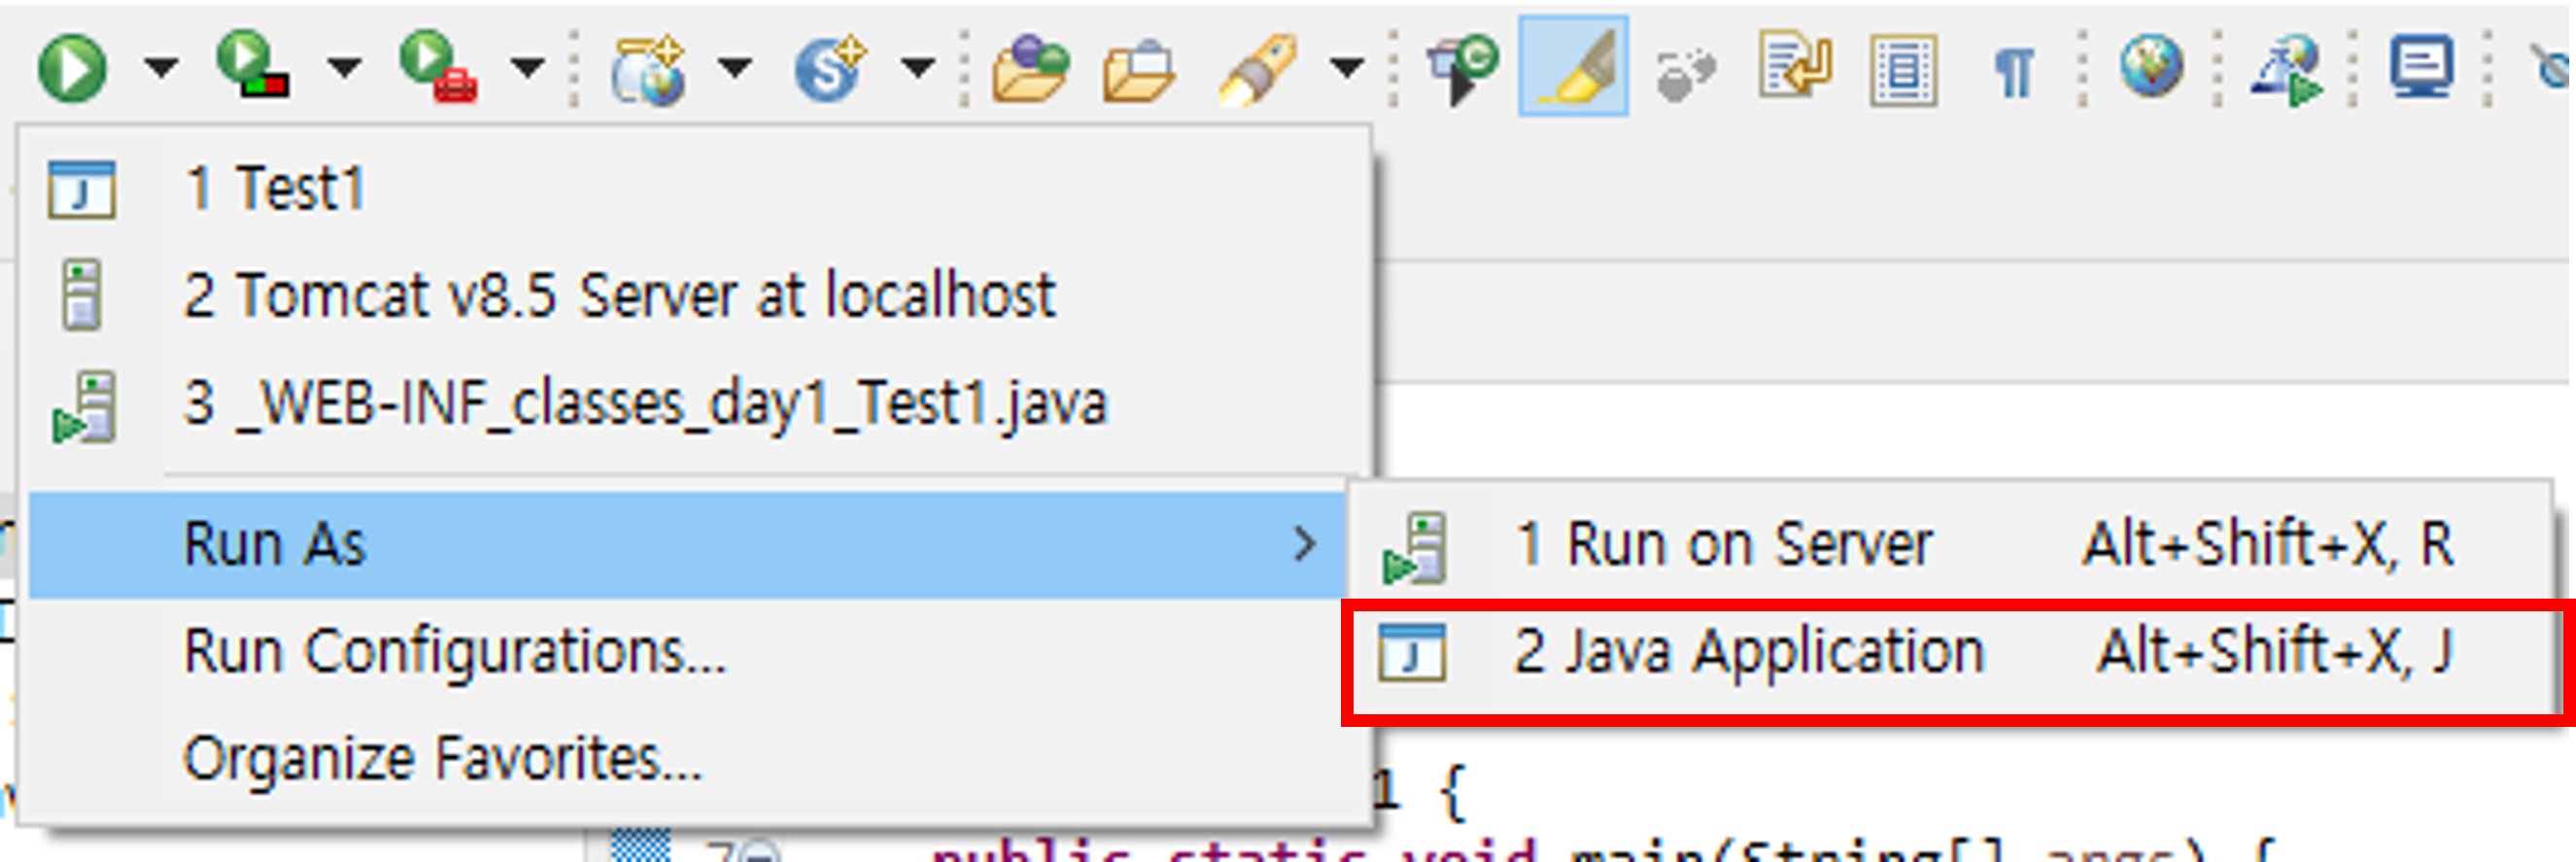 1 Test1
2 Tomcat v8.5 Server at localhost
3 _WEB-INF_classes_day1_Test1.java
Run As
1 Run on Server Alt+Shift+X, R
2 Java Application Alt+Shift+X, J
Run Configurations...
Organize Favorites...
1 {
7 public static void main(String[] args) {